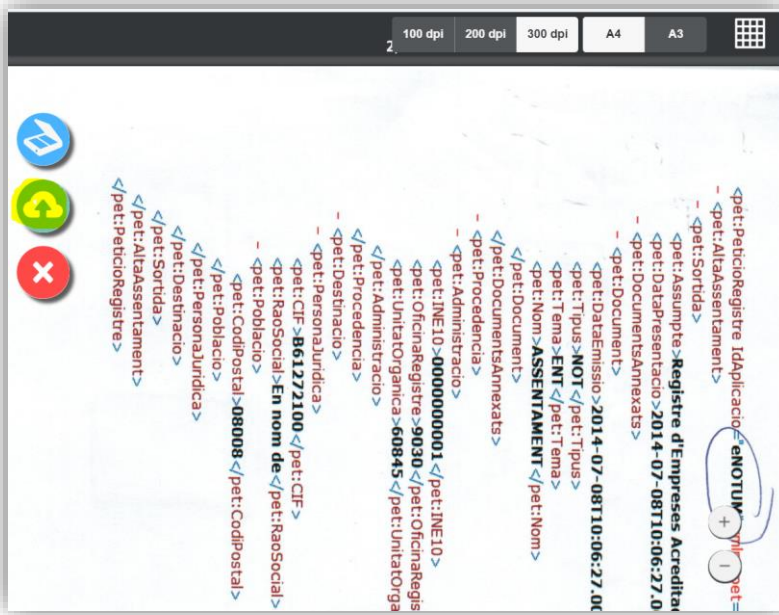 100 dpi 200 dpi 300 dpi A4 A3
2
<pet:PeticioRegistre IdAplicacio="eNOTUM
- <pet:AltaAssentament>
- <pet:Sortida>
<pet:Assumpte>Registre d'Empreses Acreditad
<pet:DataPresentacio>2014-07-08T10:06:27.0
- <pet:DocumentsAnnexats>
- <pet:Document>
<pet:DataEmissio>2014-07-08T10:06:27.00
<pet:Tipus>NOT</pet:Tipus>
<pet:Tema>ENT</pet:Tema>
<pet:Nom>ASSENTAMENT</pet:Nom>
</pet:Document>
</pet:DocumentsAnnexats>
- <pet:Procedencia>
- <pet:Administracio>
<pet:INE10>0000000001</pet:INE10>
<pet:OficinaRegistre>9030</pet:OficinaRegis
<pet:UnitatOrganica>60845</pet:UnitatOrga
</pet:Administracio>
</pet:Procedencia>
- <pet:Destinacio>
- <pet:PersonaJuridica>
<pet:CIF>B61272100</pet:CIF>
<pet:RaoSocial>En nom de</pet:RaoSocial>
- <pet:Poblacio>
<pet:CodiPostal>08008</pet:CodiPostal>
</pet:Poblacio>
</pet:PersonaJuridica>
</pet:Destinacio>
</pet:Sortida>
</pet:AltaAssentament>
</pet:PeticioRegistre>